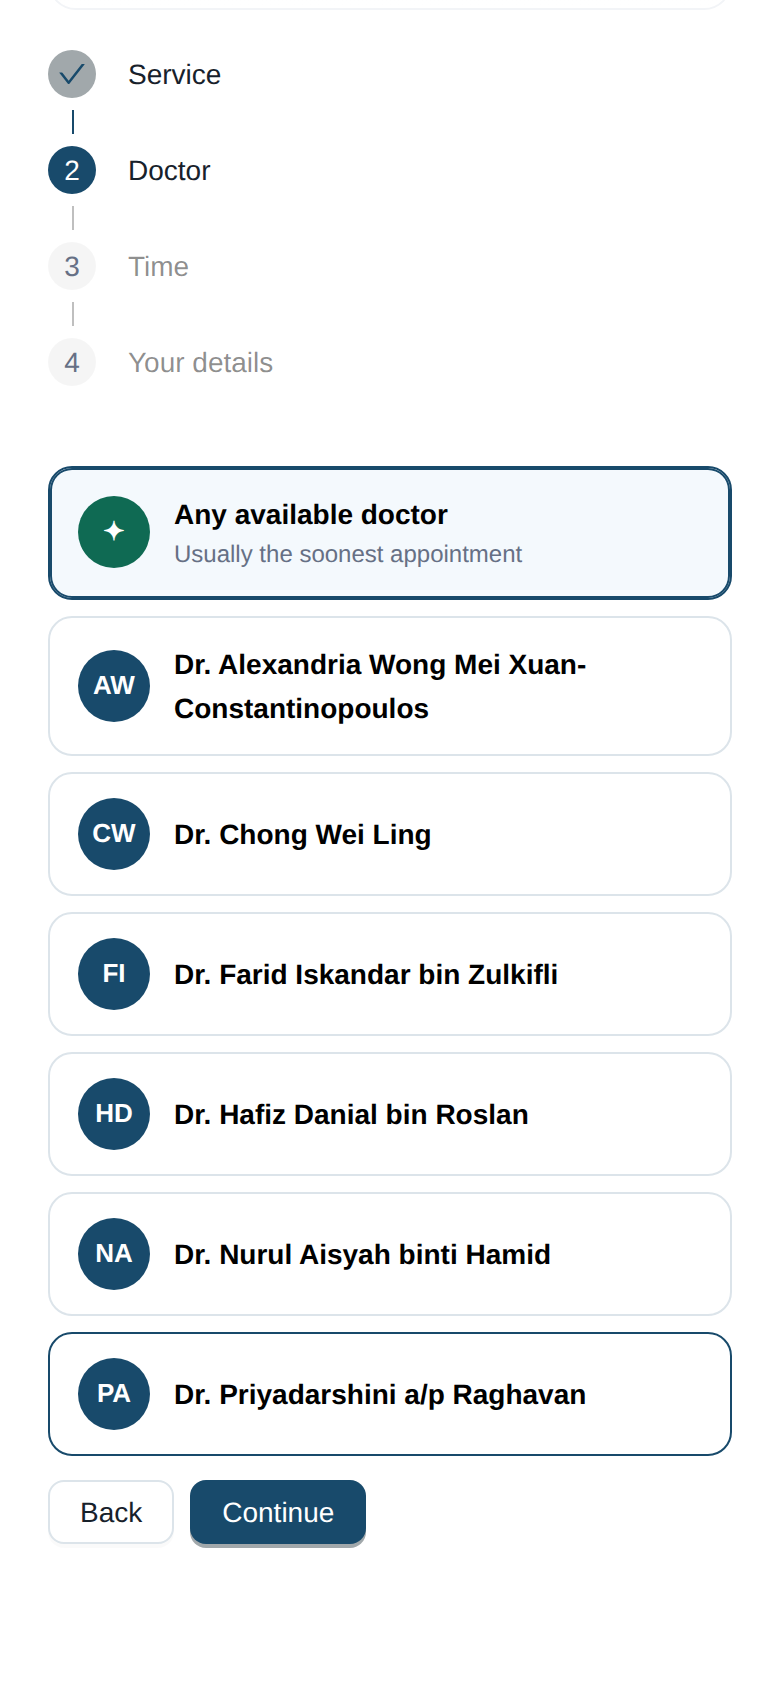 Service
2
Doctor
3
Time
4
Your details
Any available doctor
Usually the soonest appointment
AW
Dr. Alexandria Wong Mei Xuan-
Constantinopoulos
CW
Dr. Chong Wei Ling
FI
Dr. Farid Iskandar bin Zulkifli
HD
Dr. Hafiz Danial bin Roslan
NA
Dr. Nurul Aisyah binti Hamid
PA
Dr. Priyadarshini a/p Raghavan
Back
Continue